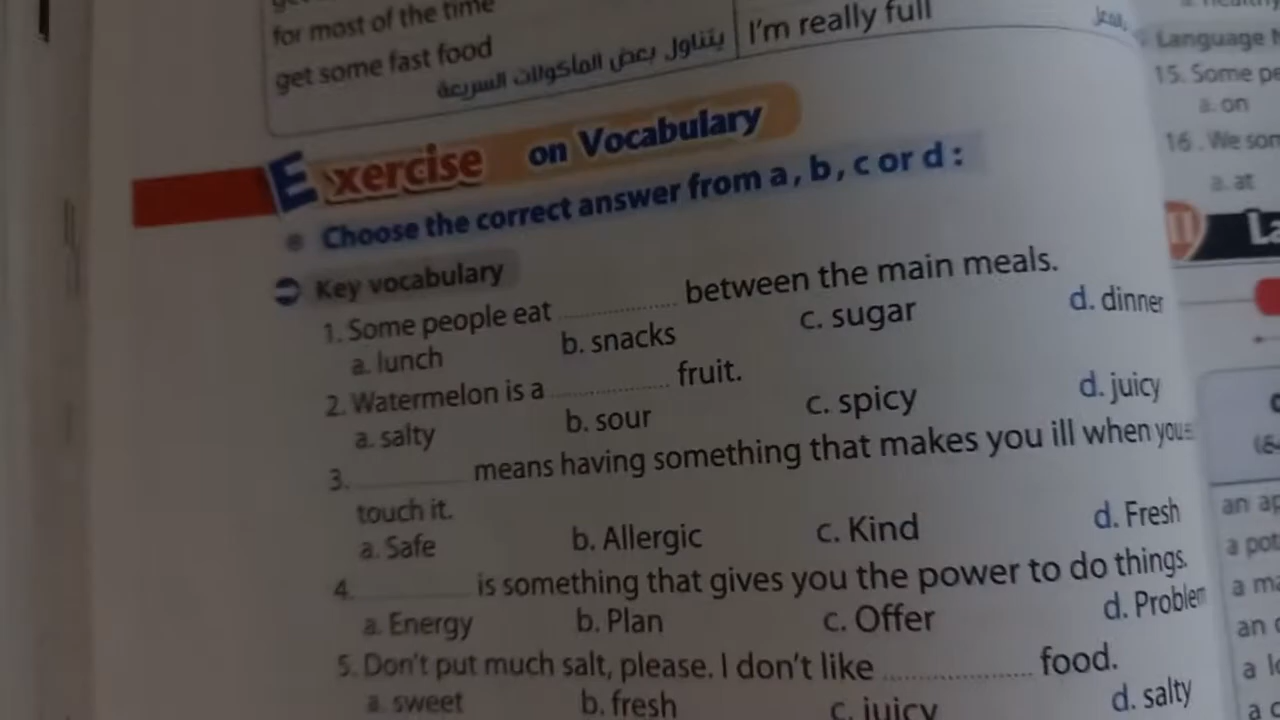 for most of the time
get some fast food
يتناول بعض المأكولات السريعة
I'm really full
Exercise on Vocabulary
Choose the correct answer from a, b, c or d :
Key vocabulary
1. Some people eat .................... between the main meals.
a. lunch b. snacks c. sugar d. dinner
2. Watermelon is a .................... fruit.
a. salty b. sour c. spicy d. juicy
3. .................... means having something that makes you ill when you
touch it.
a. Safe b. Allergic c. Kind d. Fresh
4. .................... is something that gives you the power to do things.
a. Energy b. Plan c. Offer d. Problem
5. Don't put much salt, please. I don't like .................... food.
a. sweet b. fresh c. juicy d. salty
Language
15. Some
a. on
16. We
a. at
an
a
a
an
a
a